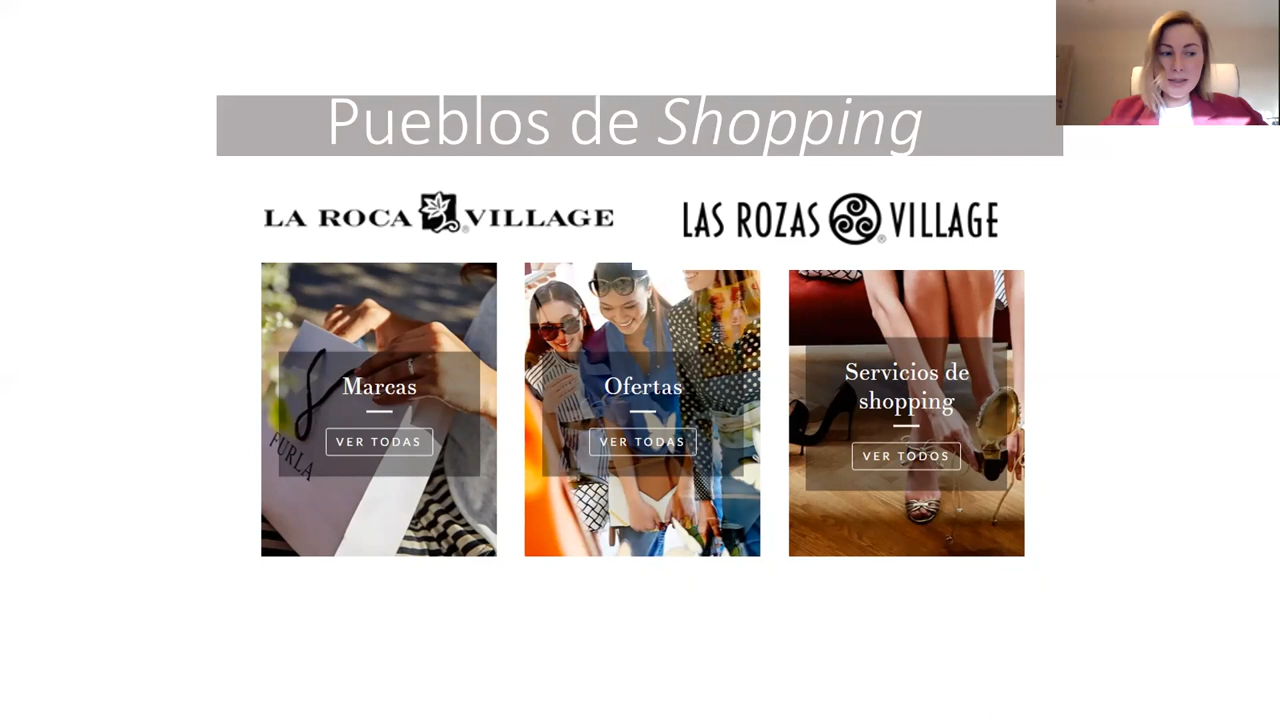 Pueblos de Shopping
LA ROCA VILLAGE
LAS ROZAS VILLAGE
Marcas
VER TODAS
FURLA
Ofertas
VER TODAS
Servicios de
shopping
VER TODOS